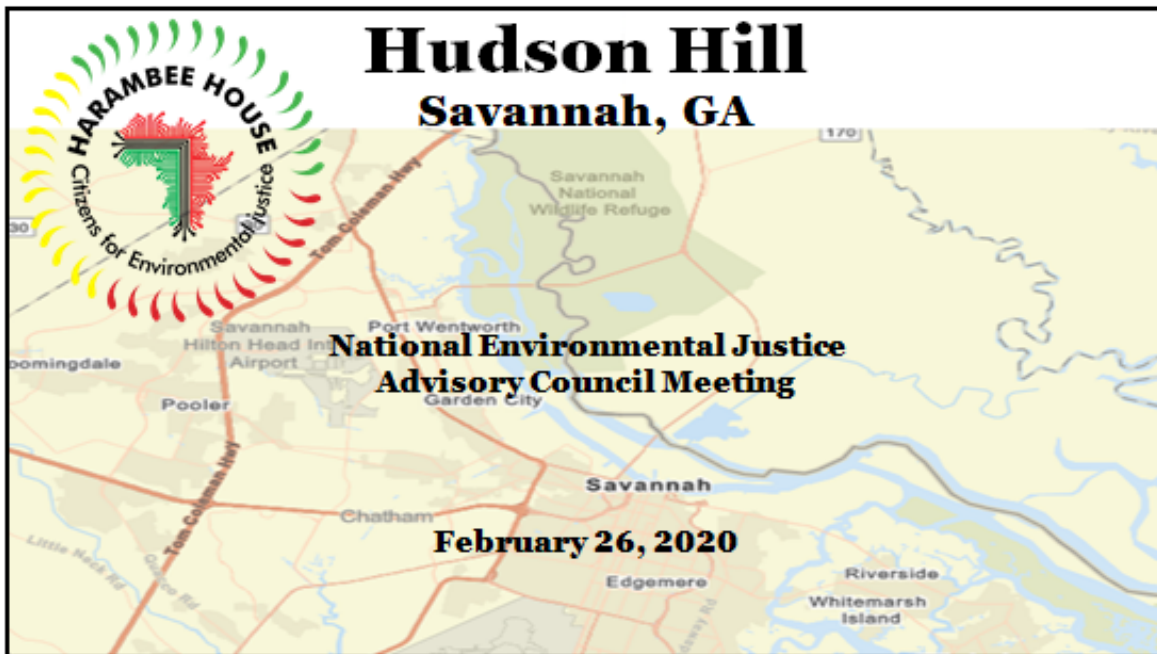 Hudson Hill
Savannah, GA
HARAMBEE HOUSE
Citizens for Environmental Justice
170
Tom Coleman Hwy
Savannah
National
Wildlife Refuge
30
Savannah
Hilton Head Int
Airport
Port Wentworth
National Environmental Justice
Advisory Council Meeting
oomingdale
Garden City
Pooler
Savannah
Chatham
Tom Coleman Hwy
Little Neck Rd
February 26, 2020
Edgemere
Riverside
Whitemarsh
Island